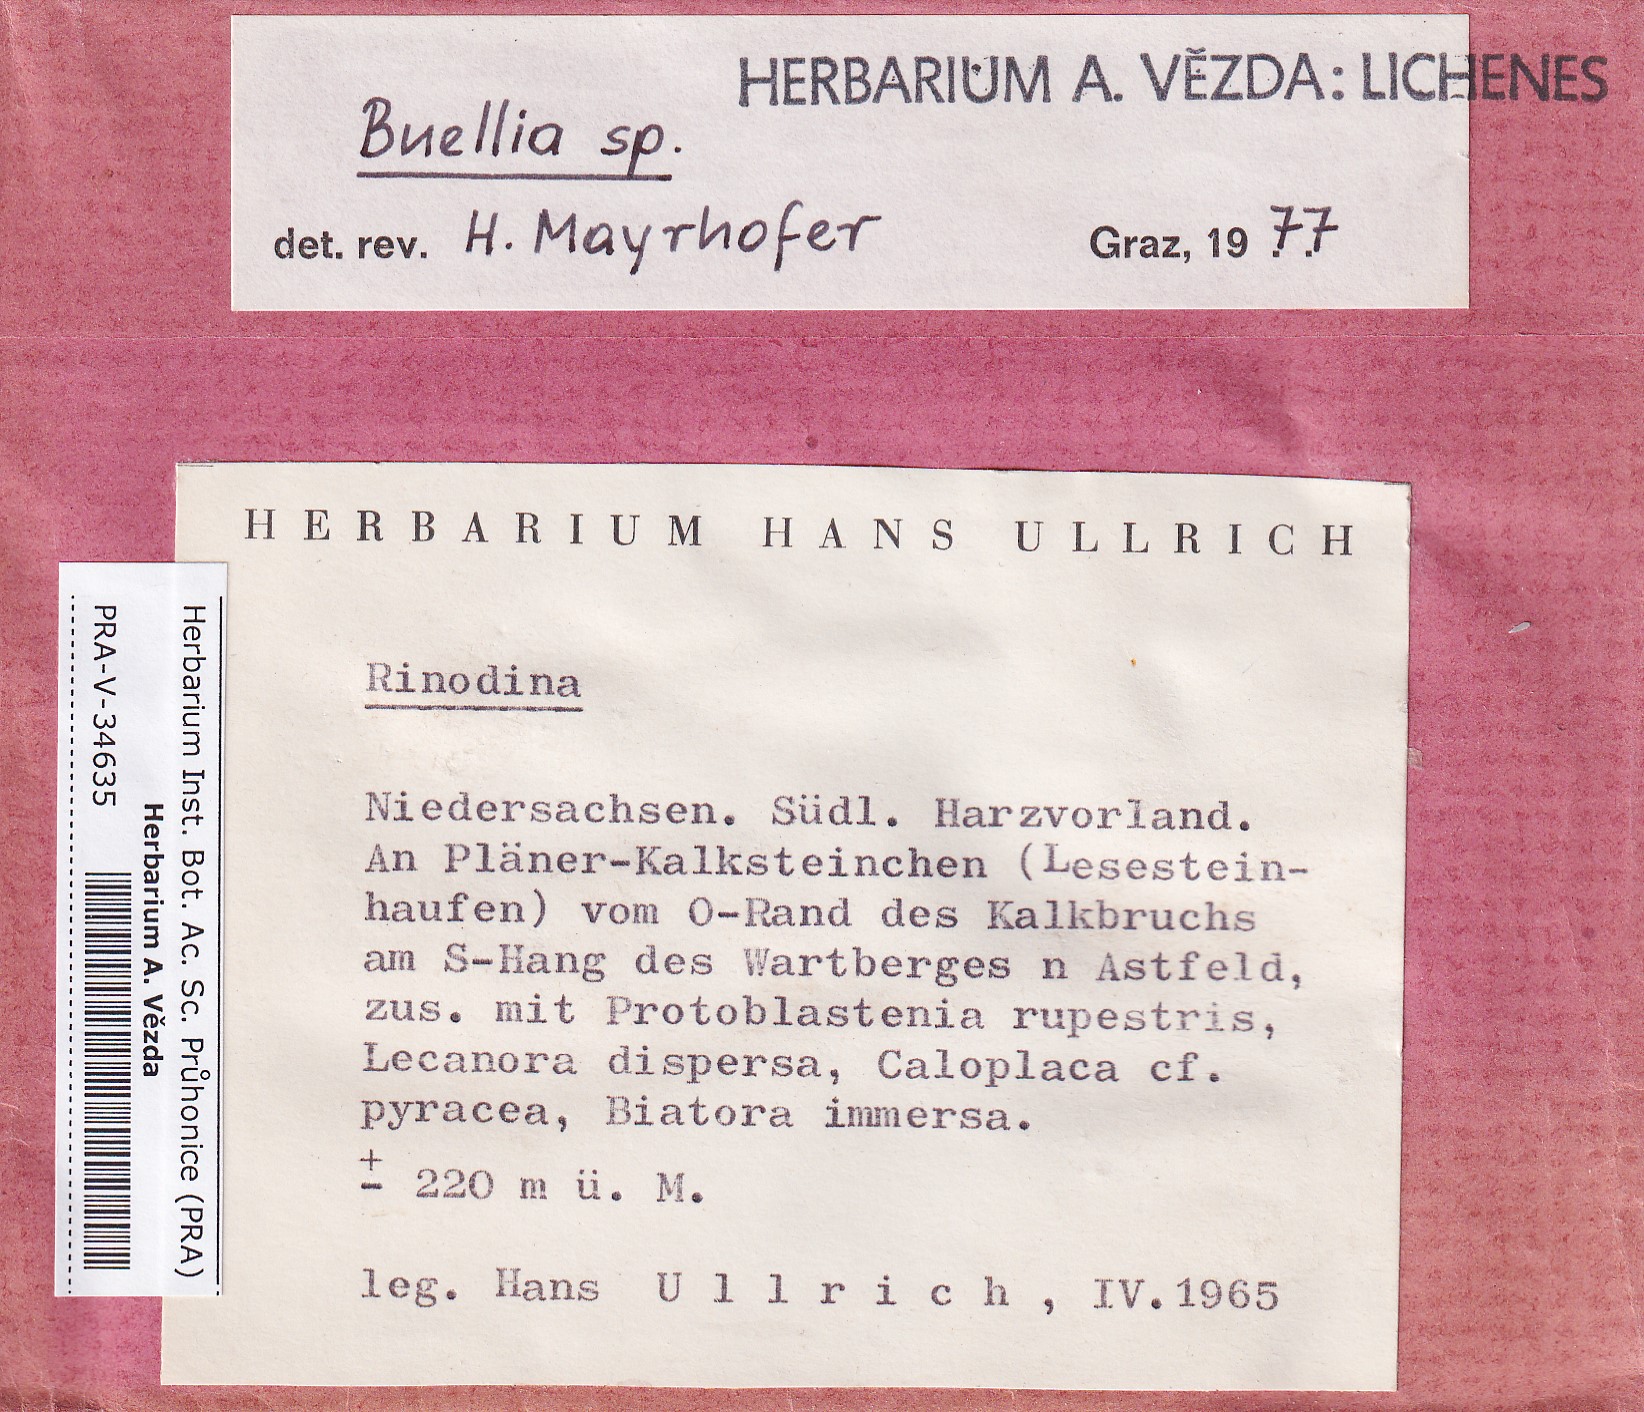 HERBARIUM A. VĚZDA: LICHENES
Buellia sp.
det. rev. H. Mayrhofer Graz, 1977
HERBARIUM HANS ULLRICH
Rinodina
Niedersachsen. Südl. Harzvorland.
An Pläner-Kalksteinchen (Lesestein-
haufen) vom O-Rand des Kalkbruchs
am S-Hang des Wartberges n Astfeld,
zus. mit Protoblastenia rupestris,
Lecanora dispersa, Caloplaca cf.
pyracea, Biatora immersa.
± 220 m ü. M.
leg. Hans U l l r i c h , IV.1965
Herbarium Inst. Bot. Ac. Sc. Průhonice (PRA)
Herbarium A. Vězda
PRA-V-34635